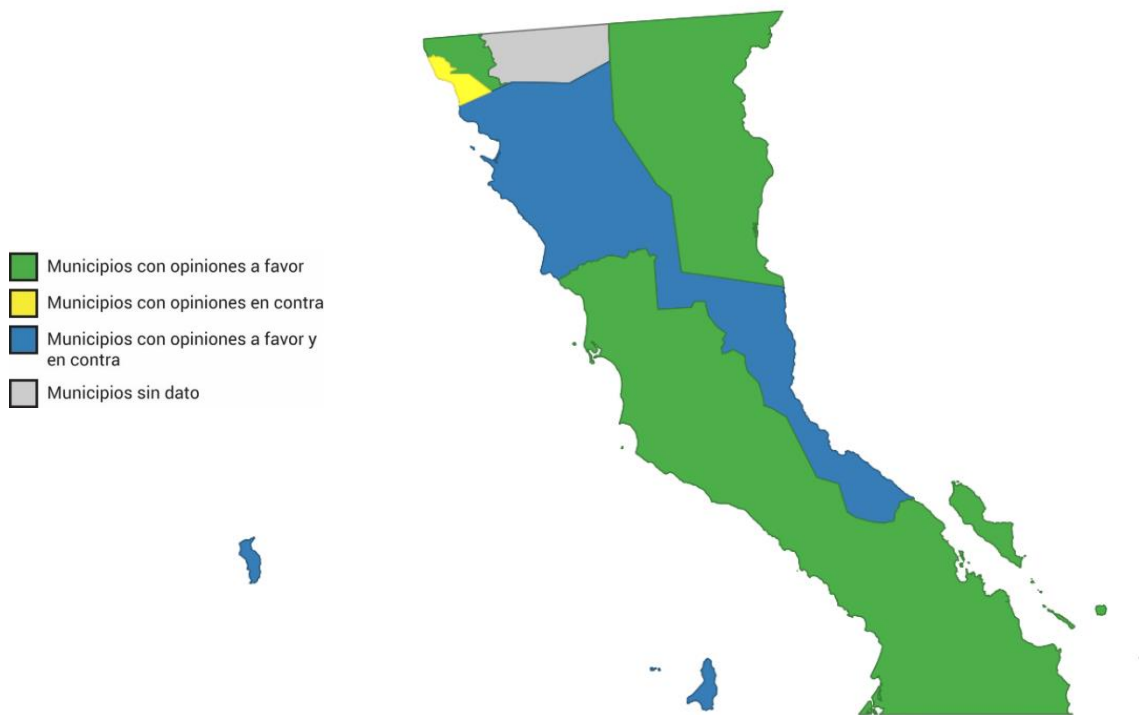 Municipios con opiniones a favor
Municipios con opiniones en contra
Municipios con opiniones a favor y
en contra
Municipios sin dato